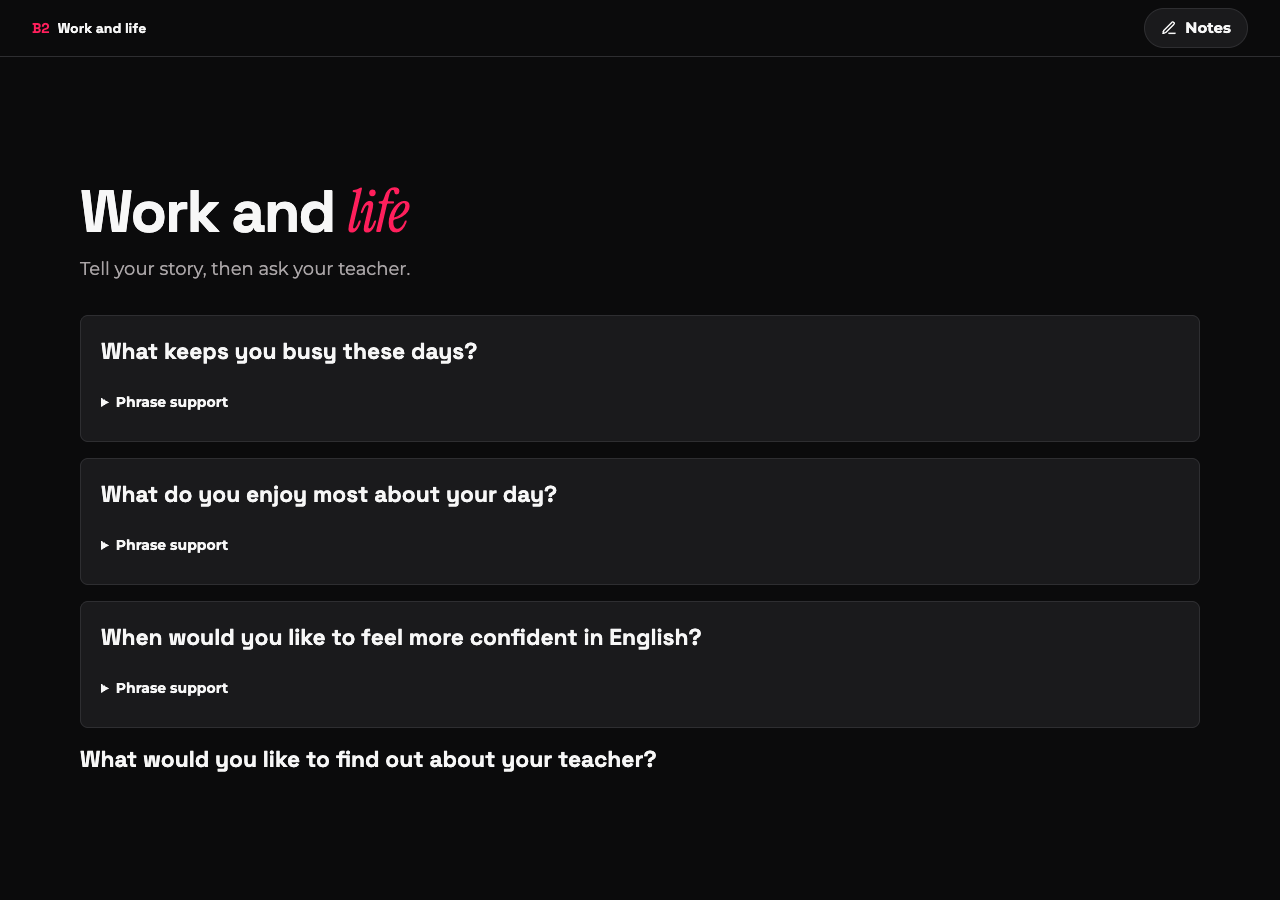 B2 Work and life
Notes
Work and life
Tell your story, then ask your teacher.
What keeps you busy these days?
Phrase support
What do you enjoy most about your day?
Phrase support
When would you like to feel more confident in English?
Phrase support
What would you like to find out about your teacher?